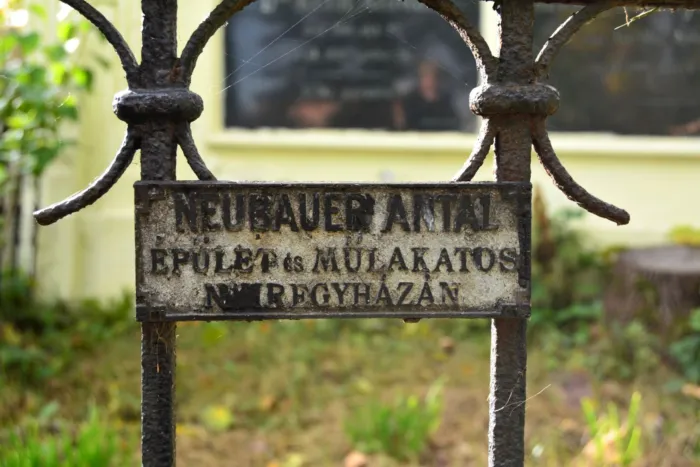 NEUBAUER ANTAL
ÉPÜLET és MŰLAKATOS
NYIREGYHÁZÁN